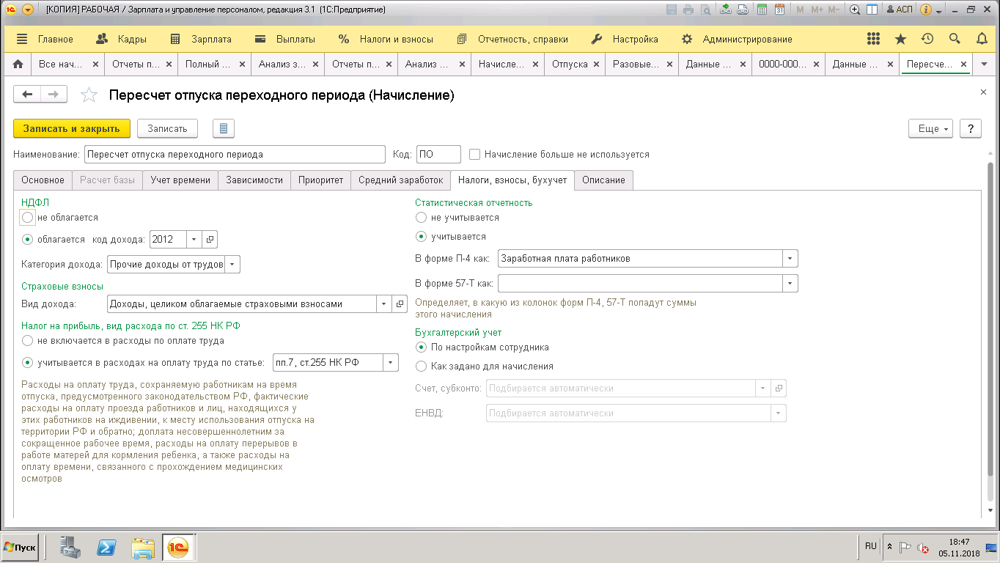 [КОПИЯ] РАБОЧАЯ / Зарплата и управление персоналом, редакция 3.1 (1С:Предприятие)
M M+ M- АСП
Главное Кадры Зарплата Выплаты Налоги и взносы Отчетность, справки Настройка Администрирование
Все нач... × Отчеты п... × Полный ... × Анализ з... × Отчеты п... × Анализ ... × Начисле... × Отпуска × Разовые... × Данные ... × 0000-000... × Данные ... × Пересче... ×
Пересчет отпуска переходного периода (Начисление)
Записать и закрыть Записать Еще ?
Наименование: Пересчет отпуска переходного периода Код: ПО Начисление больше не используется
Основное Расчет базы Учет времени Зависимости Приоритет Средний заработок Налоги, взносы, бухучет Описание
НДФЛ
не облагается
облагается код дохода: 2012
Категория дохода: Прочие доходы от трудов
Страховые взносы
Вид дохода: Доходы, целиком облагаемые страховыми взносами
Налог на прибыль, вид расхода по ст. 255 НК РФ
не включается в расходы по оплате труда
учитывается в расходах на оплату труда по статье: пп.7, ст.255 НК РФ
Расходы на оплату труда, сохраняемую работникам на время
отпуска, предусмотренного законодательством РФ, фактические
расходы на оплату проезда работников и лиц, находящихся у
этих работников на иждивении, к месту использования отпуска на
территории РФ и обратно; доплата несовершеннолетним за
сокращенное рабочее время, расходы на оплату перерывов в
работе матерей для кормления ребенка, а также расходы на
оплату времени, связанного с прохождением медицинских
осмотров
Статистическая отчетность
не учитывается
учитывается
В форме П-4 как: Заработная плата работников
В форме 57-Т как:
Определяет, в какую из колонок форм П-4, 57-Т попадут суммы
этого начисления
Бухгалтерский учет
По настройкам сотрудника
Как задано для начисления
Счет, субконто: Подбирается автоматически
ЕНВД: Подбирается автоматически
Пуск
RU
18:47
05.11.2018